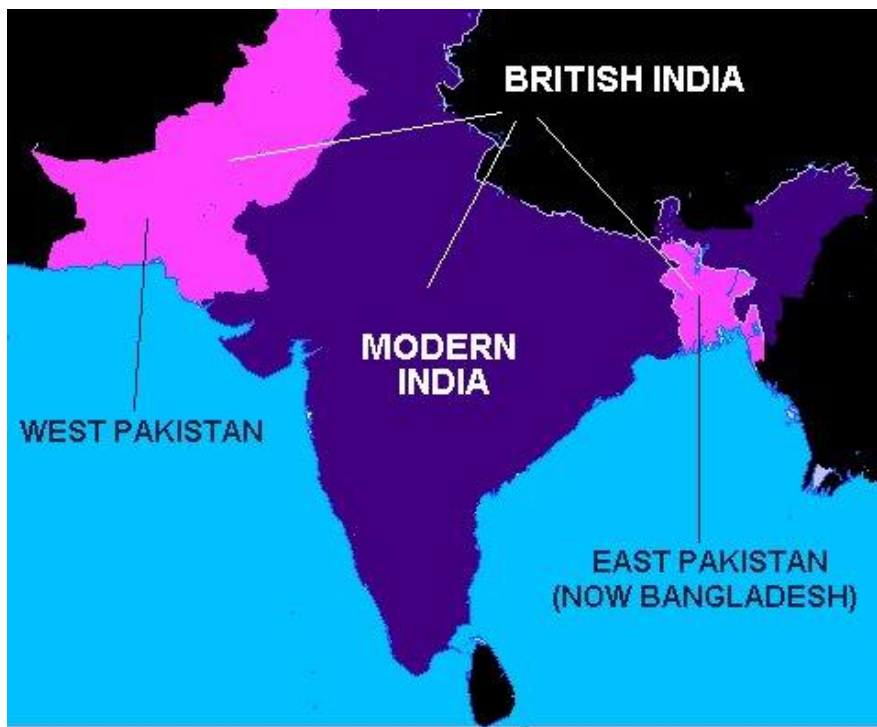 BRITISH INDIA
MODERN
INDIA
WEST PAKISTAN
EAST PAKISTAN
(NOW BANGLADESH)